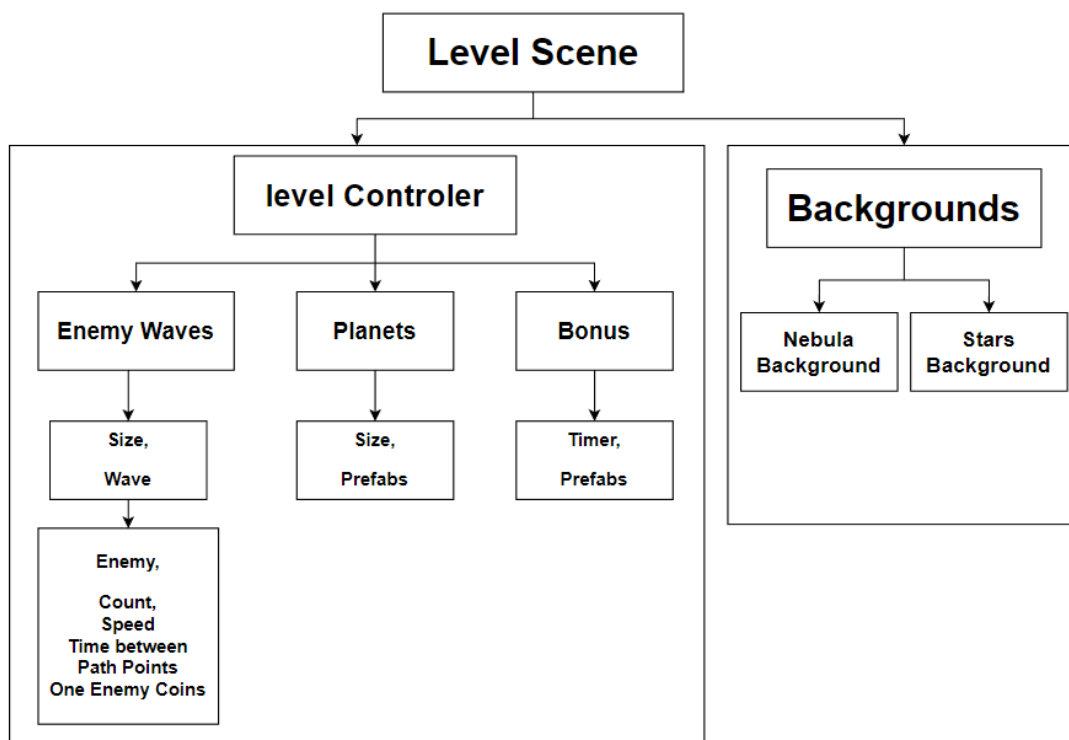 Level Scene
level Controler
Backgrounds
Enemy Waves
Planets
Bonus
Nebula
Background
Stars
Background
Size,
Wave
Size,
Prefabs
Timer,
Prefabs
Enemy,
Count,
Speed
Time between
Path Points
One Enemy Coins